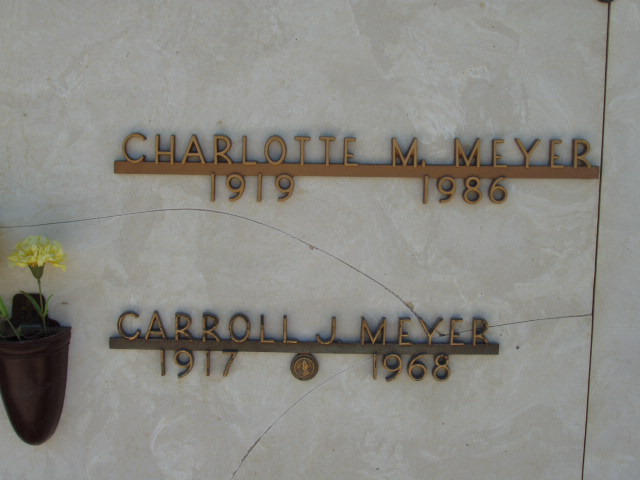 CHARLOTTE M. MEYER
1919 1986
CARROLL J. MEYER
1917 1968